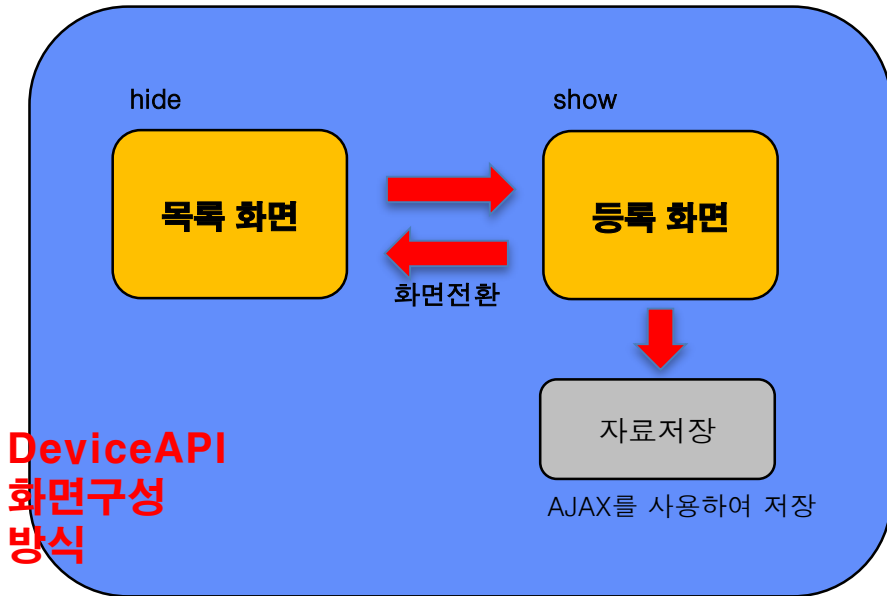 hide
show
목록 화면
등록 화면
화면전환
자료저장
AJAX를 사용하여 저장
DeviceAPI
화면구성
방식